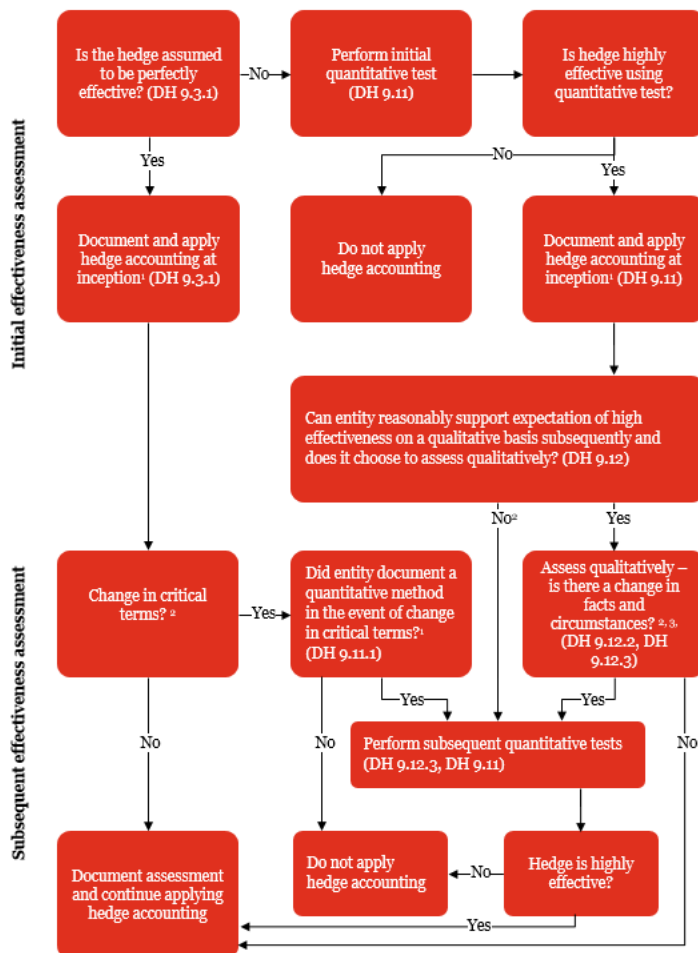 Initial effectiveness assessment
Is the hedge assumed
to be perfectly
effective? (DH 9.3.1)
No
Perform initial
quantitative test
(DH 9.11)
Is hedge highly
effective using
quantitative test?
Yes
No
Yes
Document and apply
hedge accounting at
inception¹ (DH 9.3.1)
Do not apply
hedge accounting
Document and apply
hedge accounting at
inception¹ (DH 9.11)
Can entity reasonably support expectation of high
effectiveness on a qualitative basis subsequently and
does it choose to assess qualitatively? (DH 9.12)
No²
Yes
Subsequent effectiveness assessment
Change in critical
terms? ²
Yes
Did entity document a
quantitative method
in the event of change
in critical terms?¹
(DH 9.11.1)
Assess qualitatively –
is there a change in
facts and
circumstances? ²,³,
(DH 9.12.2, DH
9.12.3)
Yes
Yes
No
No
No
Perform subsequent quantitative tests
(DH 9.12.3, DH 9.11)
Document assessment
and continue applying
hedge accounting
Do not apply
hedge accounting
No
Hedge is highly
effective?
Yes